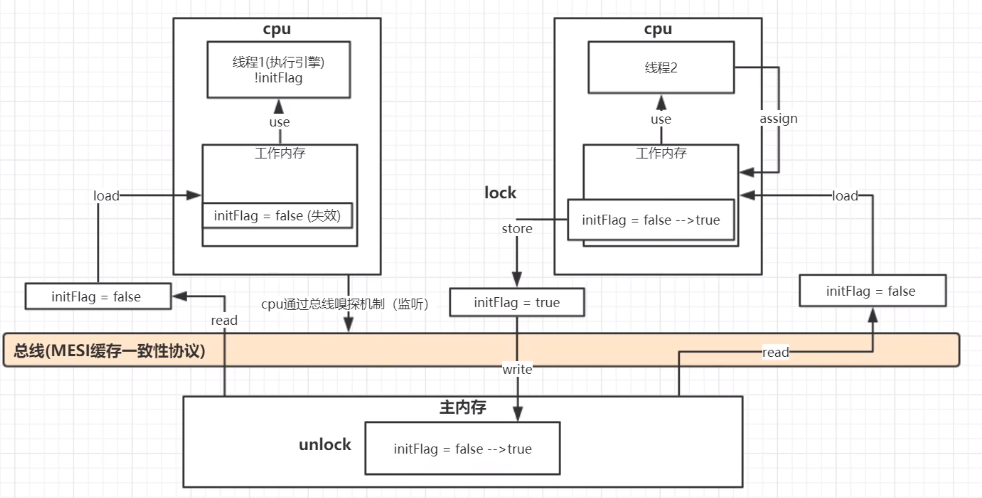 cpu
线程1(执行引擎)
!initFlag
use
工作内存
load
initFlag = false (失效)
initFlag = false
read
cpu通过总线嗅探机制（监听）
cpu
线程2
assign
use
工作内存
lock
load
initFlag = false -->true
store
initFlag = true
initFlag = false
总线(MESI缓存一致性协议)
read
write
主内存
unlock
initFlag = false -->true